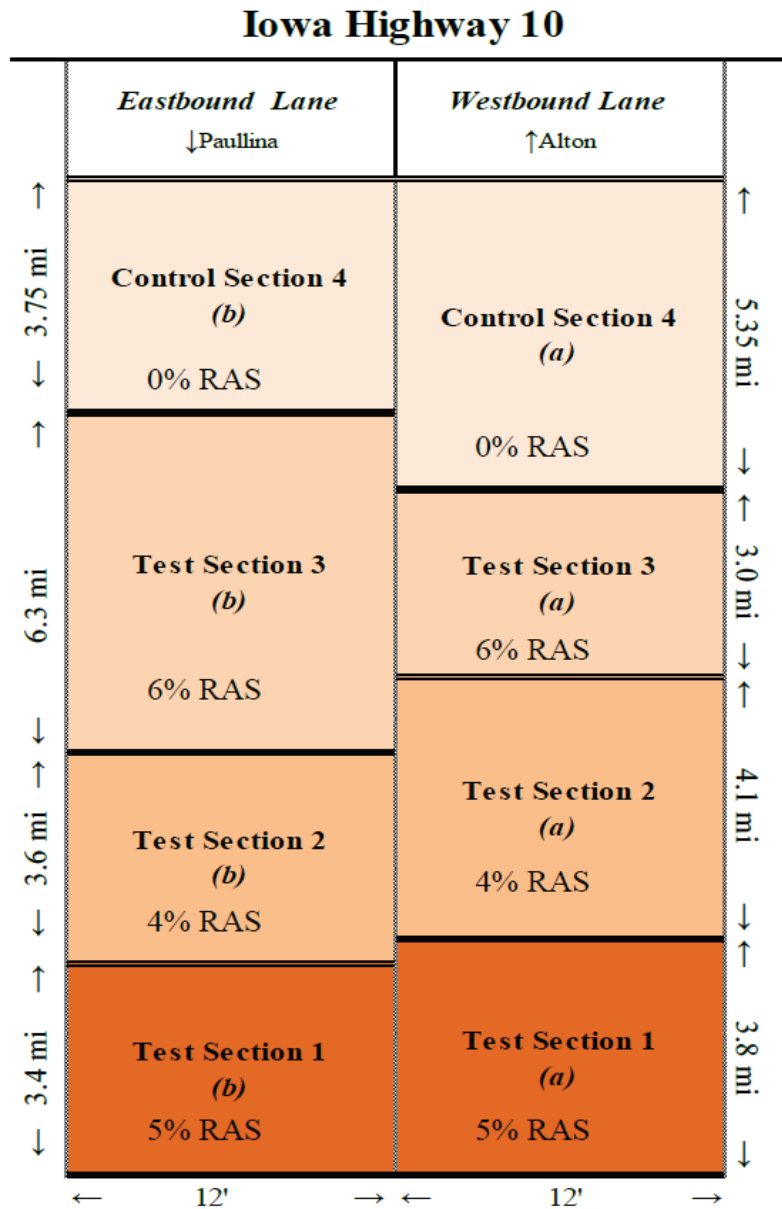 Iowa Highway 10
Eastbound Lane
↓Paullina
Westbound Lane
↑Alton
← 3.75 mi →
Control Section 4
(b)
0% RAS
← 6.3 mi →
Test Section 3
(b)
6% RAS
← 3.6 mi →
Test Section 2
(b)
4% RAS
← 3.4 mi →
Test Section 1
(b)
5% RAS
Control Section 4
(a)
0% RAS
← 5.35 mi →
Test Section 3
(a)
6% RAS
← 3.0 mi →
Test Section 2
(a)
4% RAS
← 4.1 mi →
Test Section 1
(a)
5% RAS
← 3.8 mi →
← 12' →
← 12' →